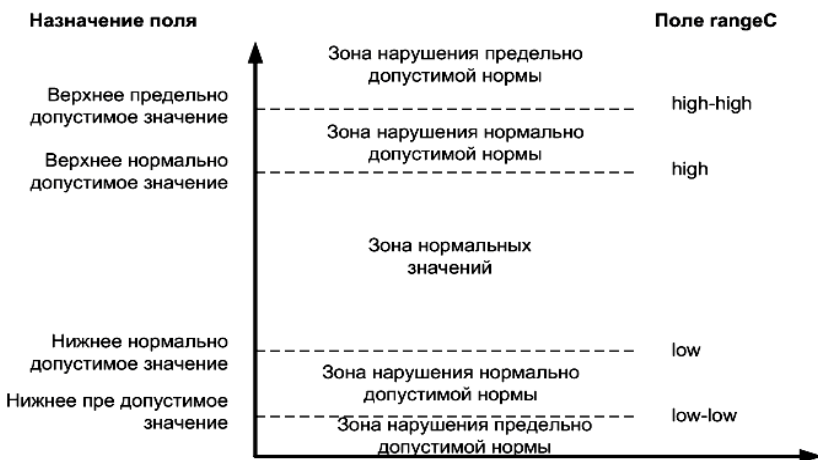 Назначение поля
Поле rangeC
Зона нарушения предельно
допустимой нормы
Верхнее предельно
допустимое значение
high-high
Зона нарушения нормально
допустимой нормы
Верхнее нормально
допустимое значение
high
Зона нормальных
значений
Нижнее нормально
допустимое значение
low
Зона нарушения нормально
допустимой нормы
Нижнее пре допустимое
значение
low-low
Зона нарушения предельно
допустимой нормы